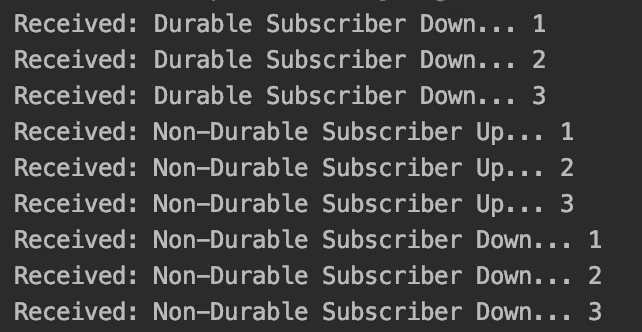 Received: Durable Subscriber Down... 1
Received: Durable Subscriber Down... 2
Received: Durable Subscriber Down... 3
Received: Non-Durable Subscriber Up... 1
Received: Non-Durable Subscriber Up... 2
Received: Non-Durable Subscriber Up... 3
Received: Non-Durable Subscriber Down... 1
Received: Non-Durable Subscriber Down... 2
Received: Non-Durable Subscriber Down... 3